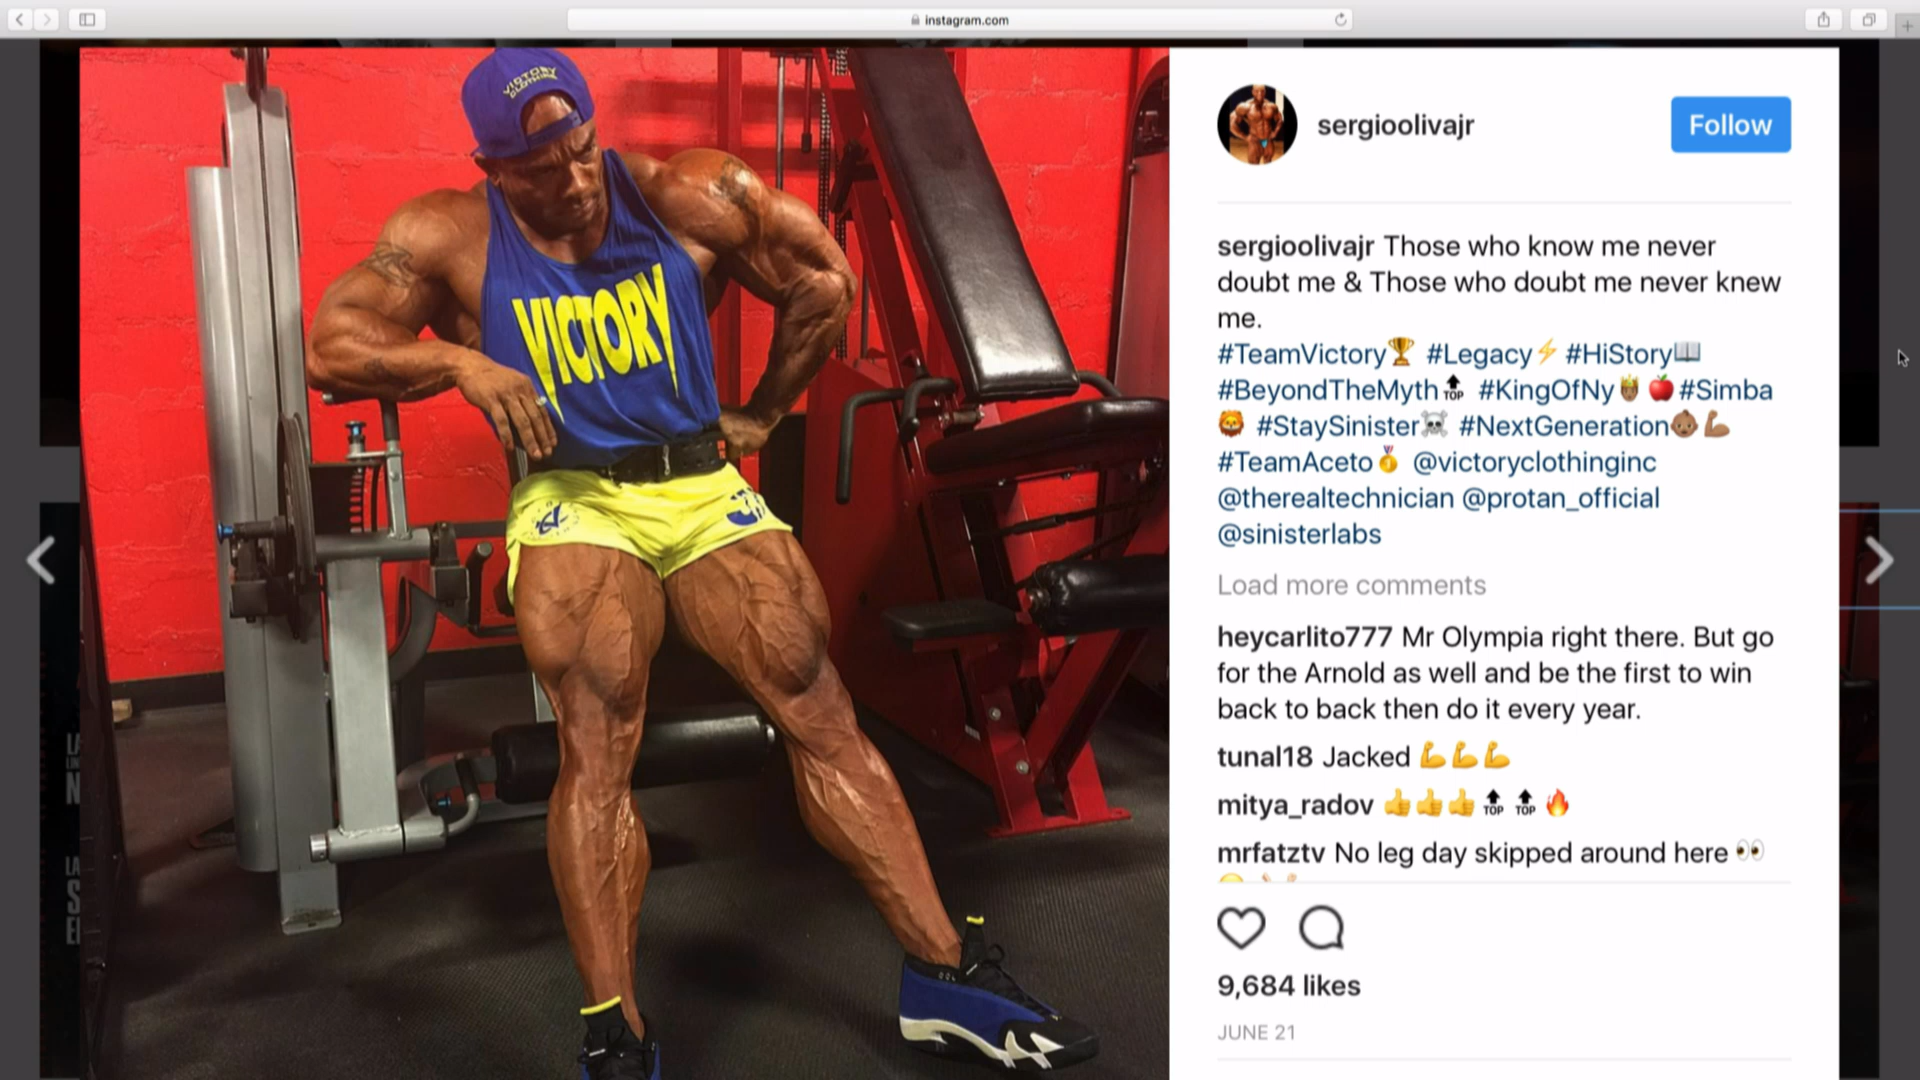 instagram.com
VICTORY
CLOTHING
VICTORY
sergioolivajr
Follow
sergioolivajr Those who know me never
doubt me & Those who doubt me never knew
me.
#TeamVictory🏆 #Legacy⚡ #HiStory📖
#BeyondTheMyth🔝 #KingOfNy🤴🏽🍎#Simba
🦁 #StaySinister☠ #NextGeneration👶🏽💪🏽
#TeamAceto🏅 @victoryclothinginc
@therealtechnician @protan_official
@sinisterlabs
Load more comments
heycarlito777 Mr Olympia right there. But go
for the Arnold as well and be the first to win
back to back then do it every year.
tunal18 Jacked 💪💪💪
mitya_radov 👍👍👍🔝🔝🔥
mrfatztv No leg day skipped around here 👀
9,684 likes
JUNE 21